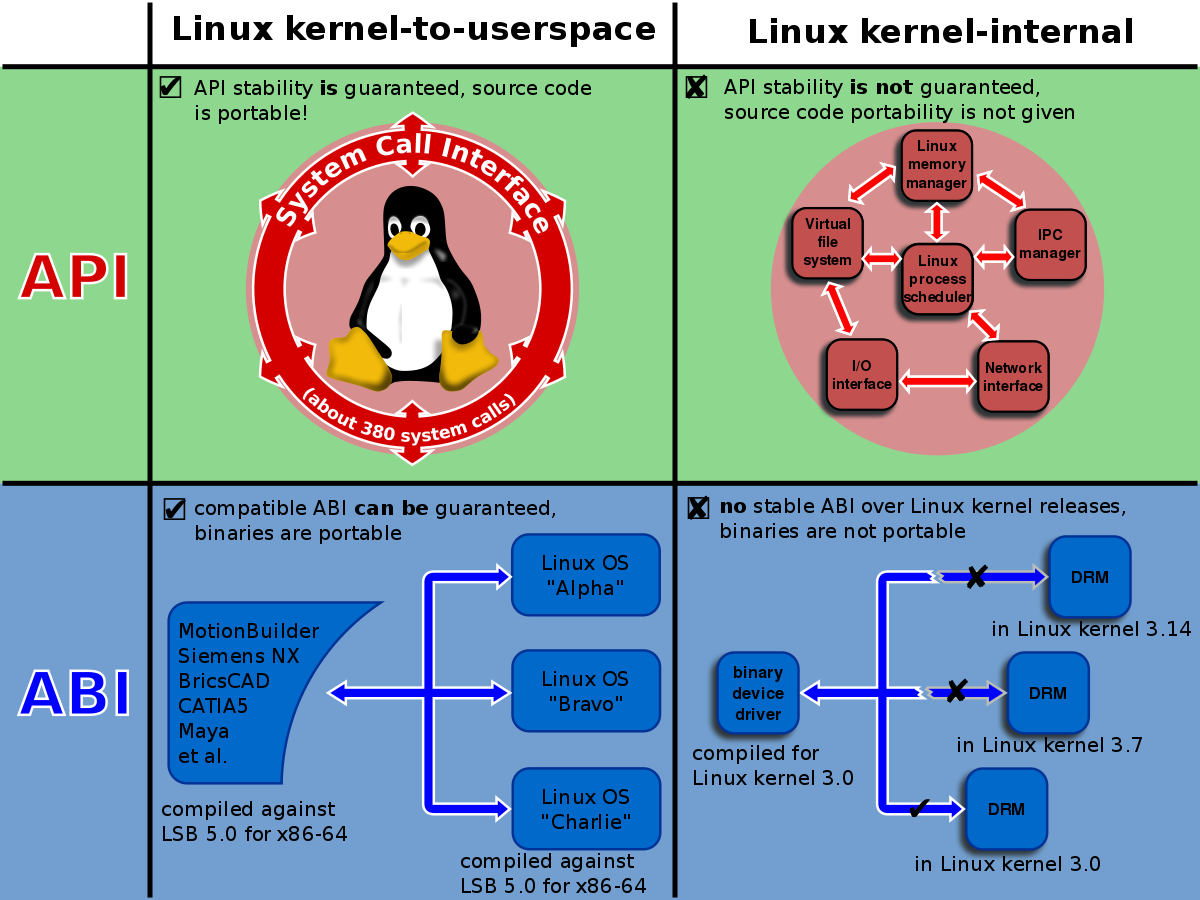 Linux kernel-to-userspace
Linux kernel-internal
API
API stability is guaranteed, source code
is portable!
System Call Interface
(about 380 system calls)
API stability is not guaranteed,
source code portability is not given
Linux
memory
manager
Virtual
file
system
IPC
manager
Linux
process
scheduler
I/O
interface
Network
interface
ABI
compatible ABI can be guaranteed,
binaries are portable
MotionBuilder
Siemens NX
BricsCAD
CATIA5
Maya
et al.
compiled against
LSB 5.0 for x86-64
Linux OS
"Alpha"
Linux OS
"Bravo"
Linux OS
"Charlie"
compiled against
LSB 5.0 for x86-64
no stable ABI over Linux kernel releases,
binaries are not portable
binary
device
driver
compiled for
Linux kernel 3.0
DRM
in Linux kernel 3.14
DRM
in Linux kernel 3.7
DRM
in Linux kernel 3.0